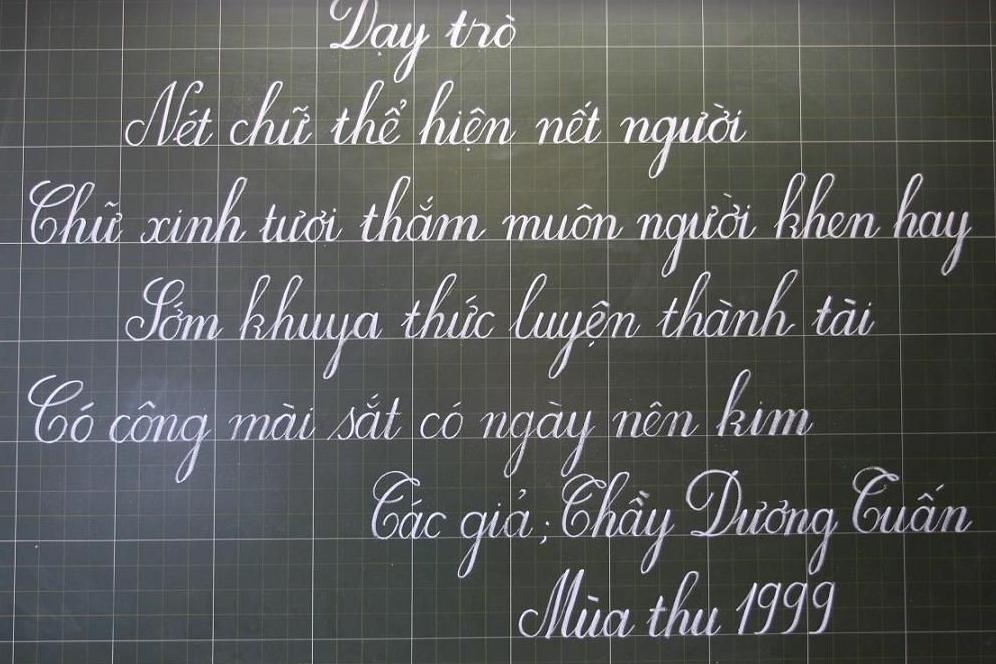 Dạy trò
Nét chữ thể hiện nết người
Chữ xinh tươi thắm muôn người khen hay
Sớm khuya thức luyện thành tài
Có công mài sắt có ngày nên kim
Tác giả; Thầy Dương Tuấn
Mùa thu 1999